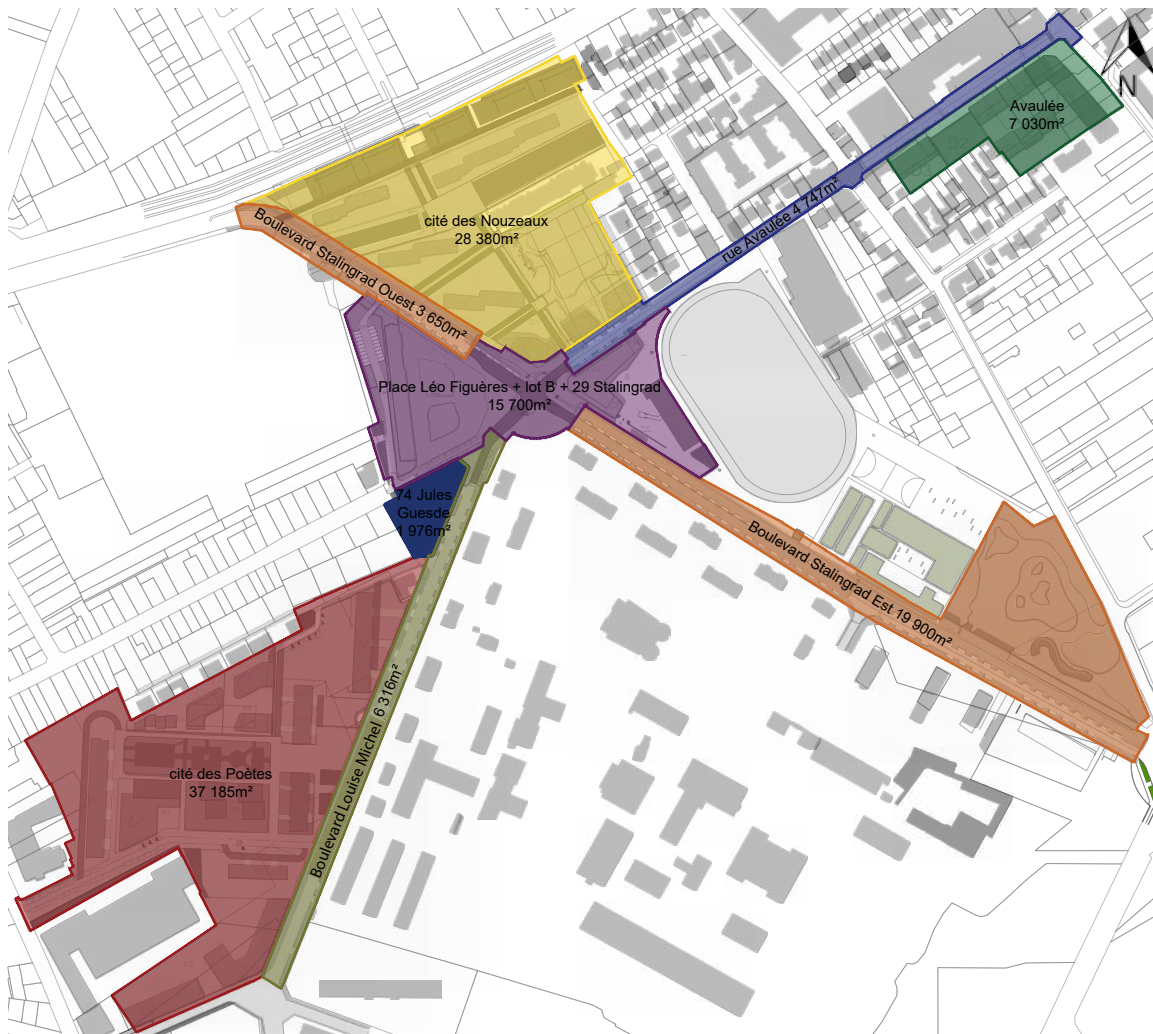 N
Avaulée
7 030m²
D2
D3
rue Avaulée 4 747m²
cité des Nouzeaux
28 380m²
Boulevard Stalingrad Ouest 3 650m²
Place Léo Figuères + lot B + 29 Stalingrad
15 700m²
74 Jules
Guesde
1 976m²
Boulevard Stalingrad Est 19 900m²
Boulevard Louise Michel 6 316m²
cité des Poètes
37 185m²